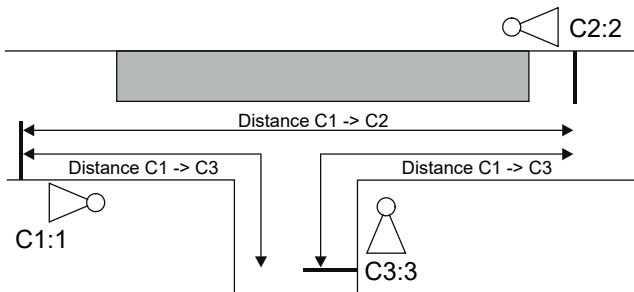 C2:2
Distance C1 -> C2
Distance C1 -> C3
Distance C1 -> C3
C1:1
C3:3